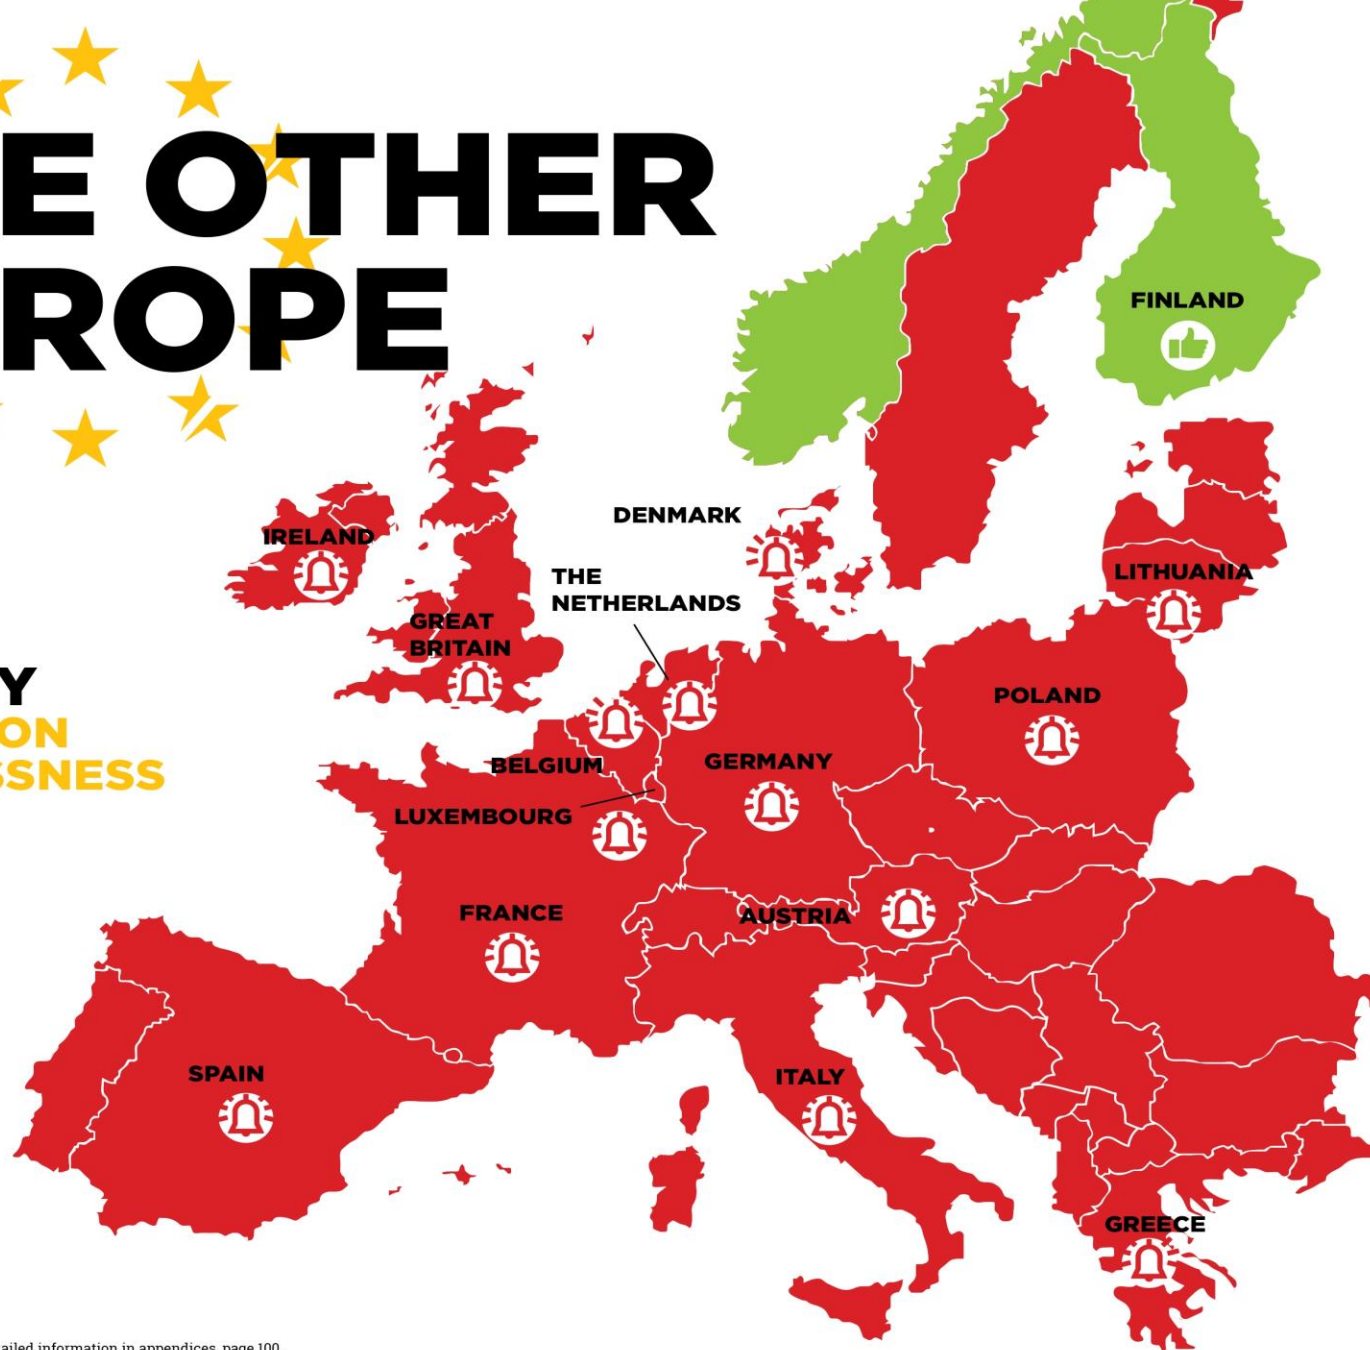 E OTHER
ROPE
FINLAND
DENMARK
IRELAND
THE
NETHERLANDS
LITHUANIA
GREAT
BRITAIN
Y
ON
SSNESS
POLAND
BELGIUM
GERMANY
LUXEMBOURG
FRANCE
AUSTRIA
SPAIN
ITALY
GREECE
ailed information in appendices, page 100